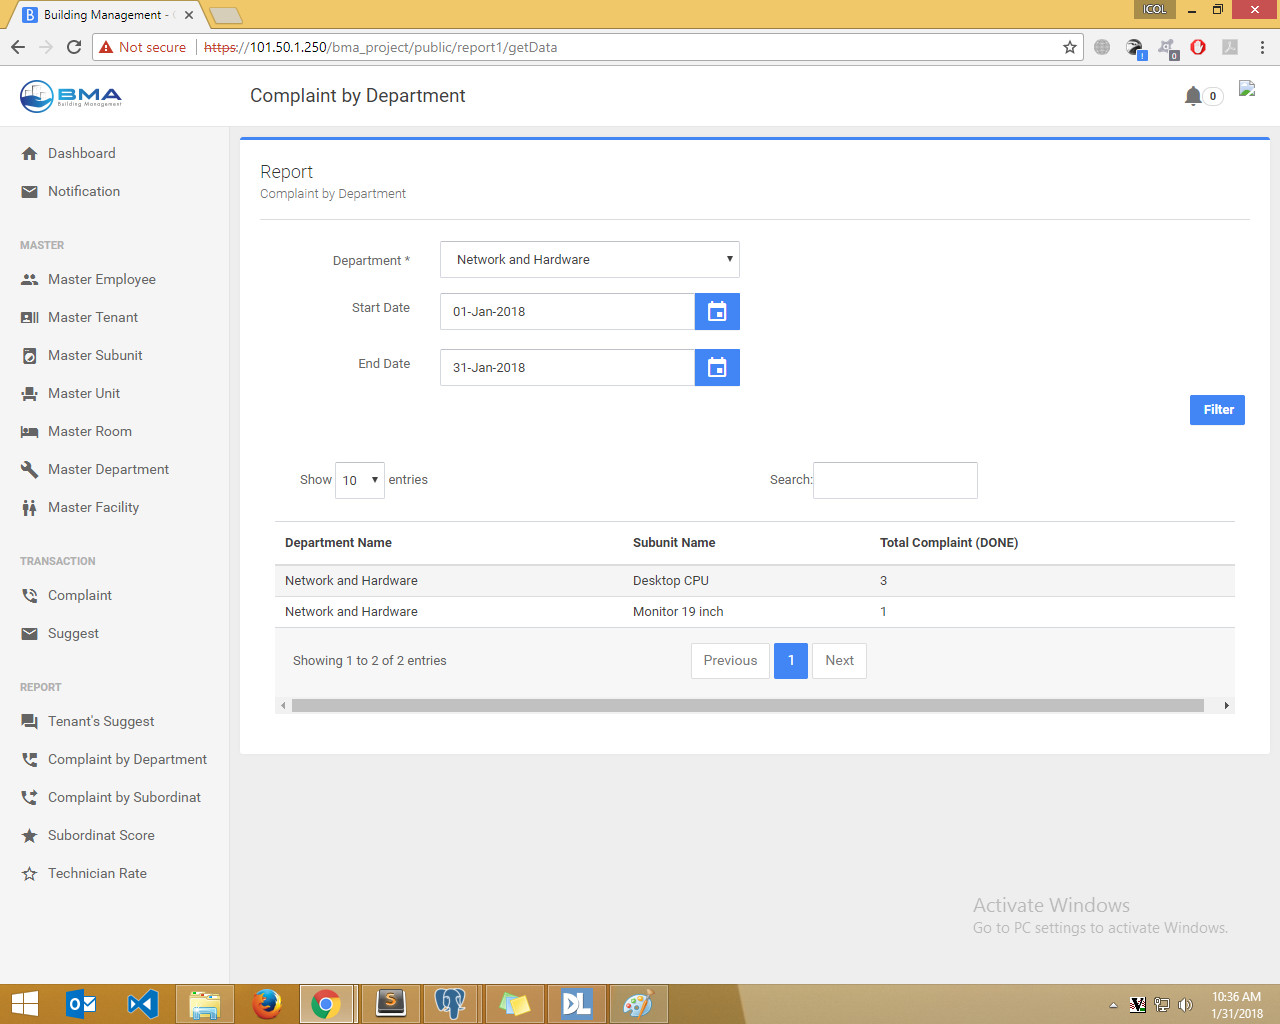 Building Management - C
ICOL
Not secure
https://101.50.1.250/bma_project/public/report1/getData
BMA
Building Management
Complaint by Department
0
Dashboard
Notification
MASTER
Master Employee
Master Tenant
Master Subunit
Master Unit
Master Room
Master Department
Master Facility
TRANSACTION
Complaint
Suggest
REPORT
Tenant's Suggest
Complaint by Department
Complaint by Subordinat
Subordinat Score
Technician Rate
Report
Complaint by Department
Department *
Network and Hardware
Start Date
01-Jan-2018
End Date
31-Jan-2018
Filter
Show 10 entries
Search:
Department Name Subunit Name Total Complaint (DONE)
Network and Hardware Desktop CPU 3
Network and Hardware Monitor 19 inch 1
Showing 1 to 2 of 2 entries
Previous 1 Next
Activate Windows
Go to PC settings to activate Windows.
10:36 AM
1/31/2018